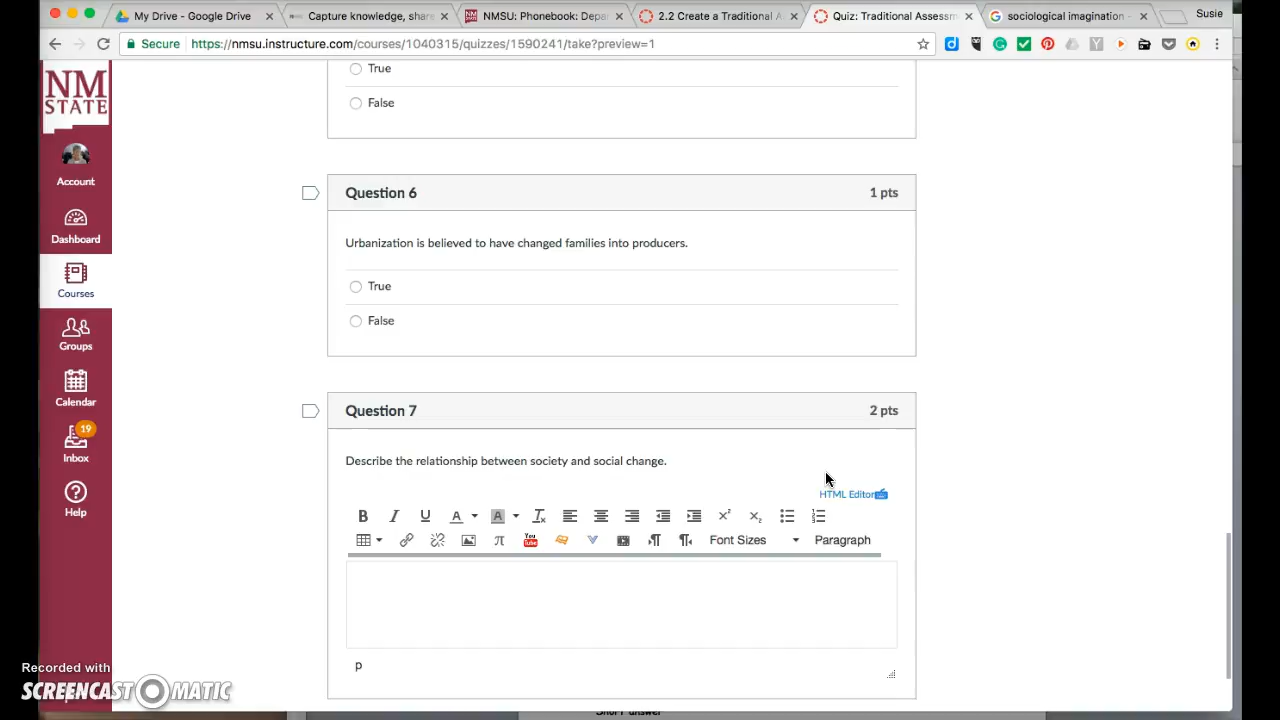 My Drive - Google Drive
Capture knowledge, share
NMSU: Phonebook: Depar
2.2 Create a Traditional A
Quiz: Traditional Assessm
sociological imagination -
Susie
Secure
https://nmsu.instructure.com/courses/1040315/quizzes/1590241/take?preview=1
NM
STATE
Account
Dashboard
Courses
Groups
Calendar
19
Inbox
Help
True
False
Question 6
1 pts
Urbanization is believed to have changed families into producers.
True
False
Question 7
2 pts
Describe the relationship between society and social change.
HTML Editor
B I U A A
Font Sizes
Paragraph
p
Recorded with
SCREENCAST-O-MATIC
Short answer